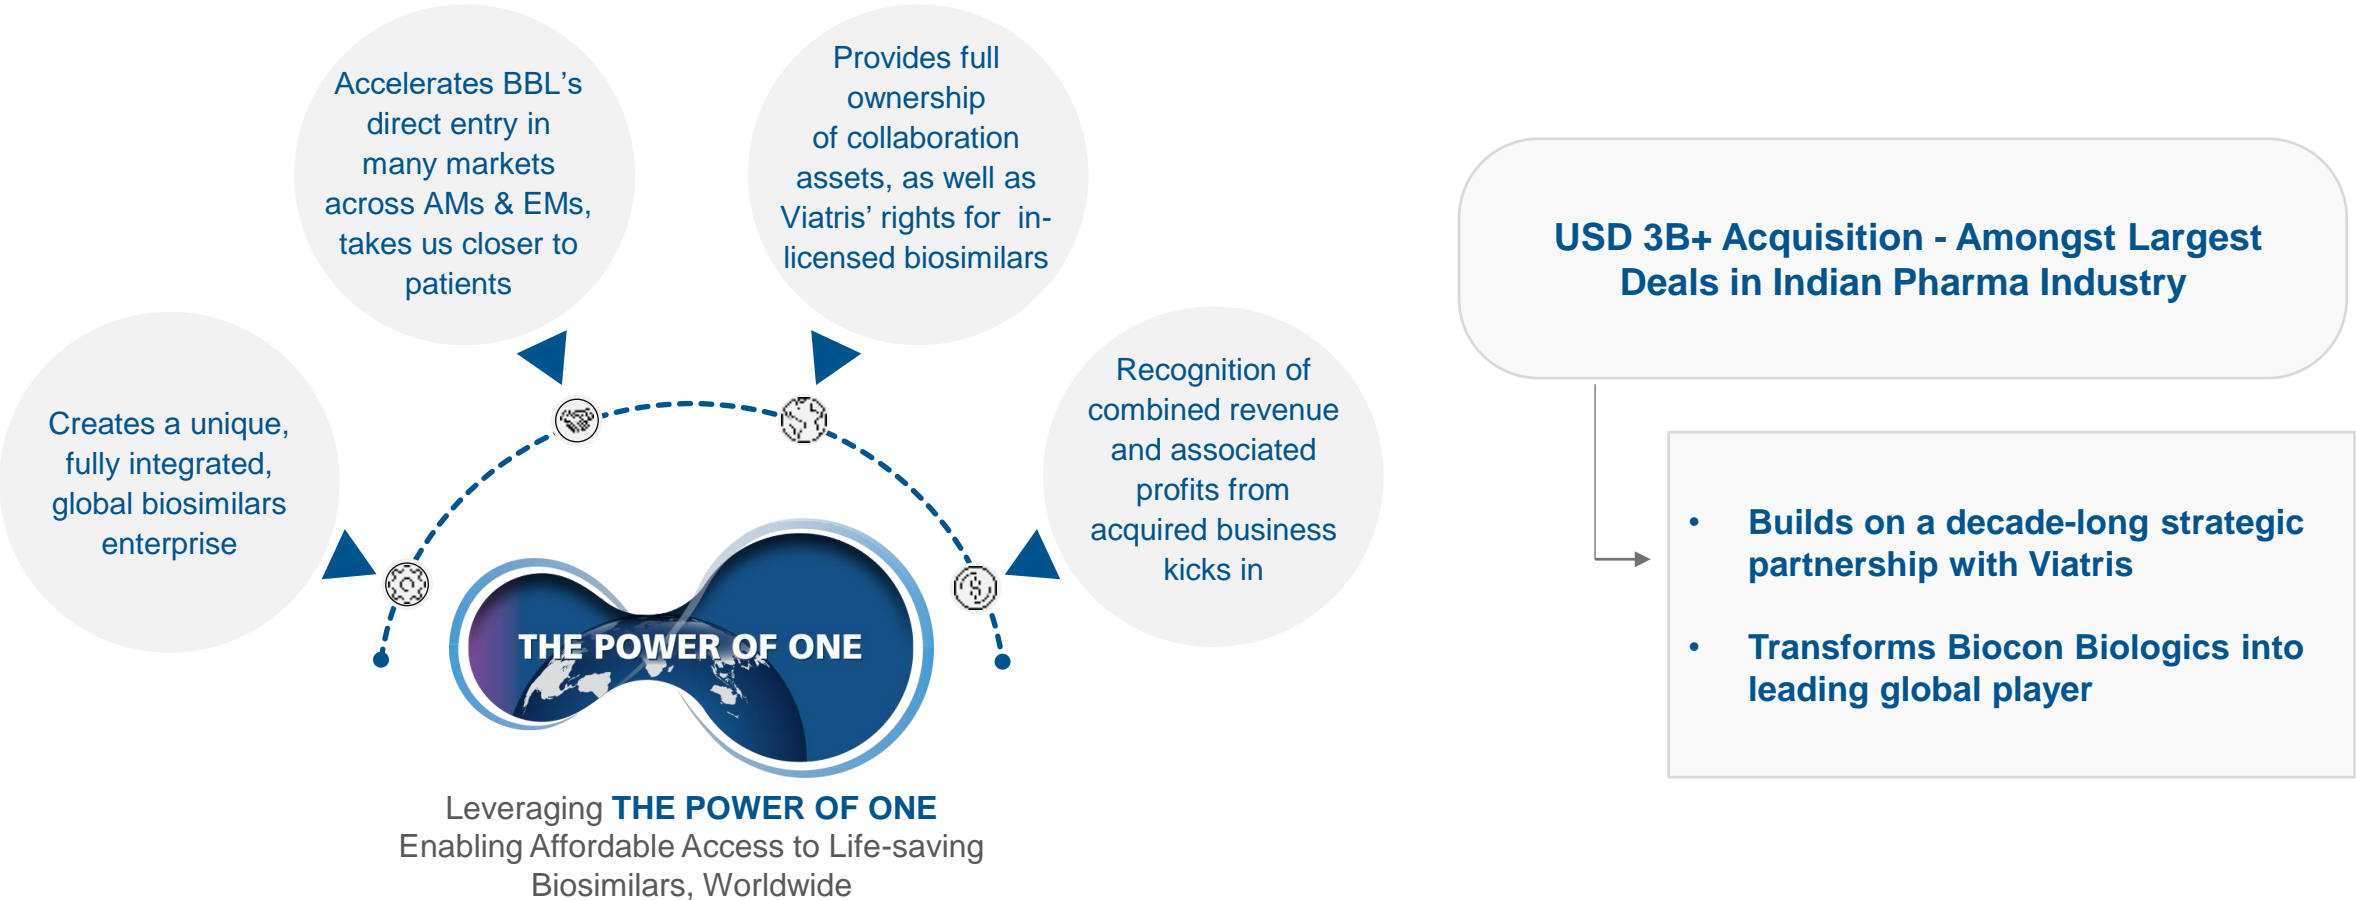 Creates a unique,
fully integrated,
global biosimilars
enterprise
Accelerates BBL’s
direct entry in
many markets
across AMs & EMs,
takes us closer to
patients
Provides full
ownership
of collaboration
assets, as well as
Viatris’ rights for in-
licensed biosimilars
Recognition of
combined revenue
and associated
profits from
acquired business
kicks in
THE POWER OF ONE
Leveraging THE POWER OF ONE
Enabling Affordable Access to Life-saving
Biosimilars, Worldwide
USD 3B+ Acquisition - Amongst Largest
Deals in Indian Pharma Industry
• Builds on a decade-long strategic
partnership with Viatris
• Transforms Biocon Biologics into
leading global player